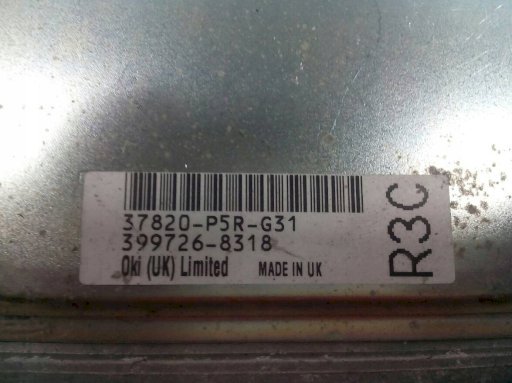 37820-P5R-G31
399726-8318
Oki (UK) Limited MADE IN UK
R3C